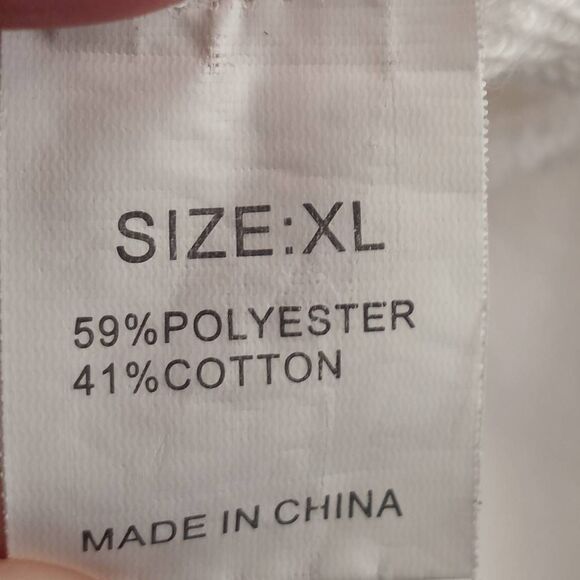 SIZE:XL
59%POLYESTER
41%COTTON
MADE IN CHINA